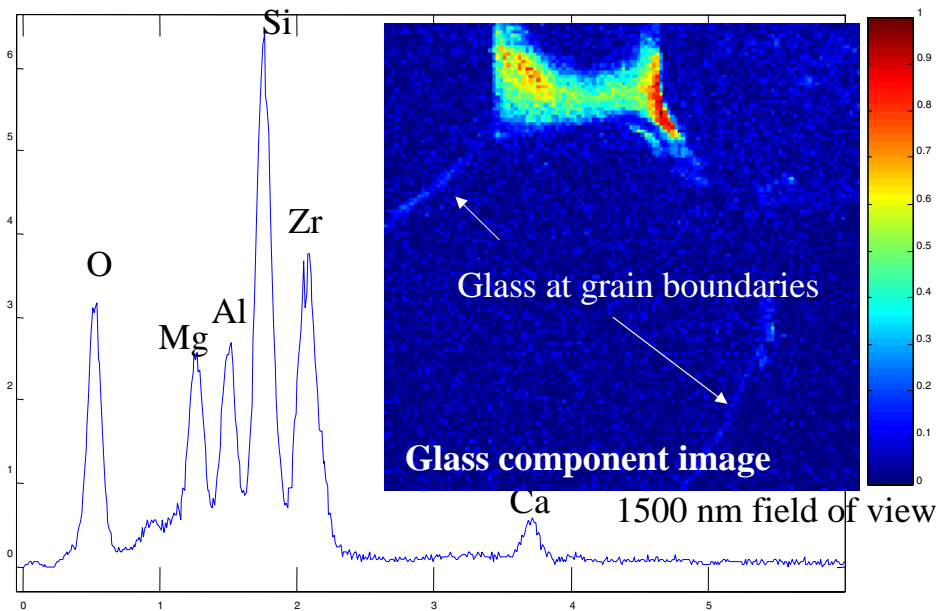 Si
Zr
O
Al
Mg
Ca
6
5
4
3
2
1
0
0
1
2
3
4
5
Glass at grain boundaries
Glass component image
1500 nm field of view
1
0.9
0.8
0.7
0.6
0.5
0.4
0.3
0.2
0.1
0